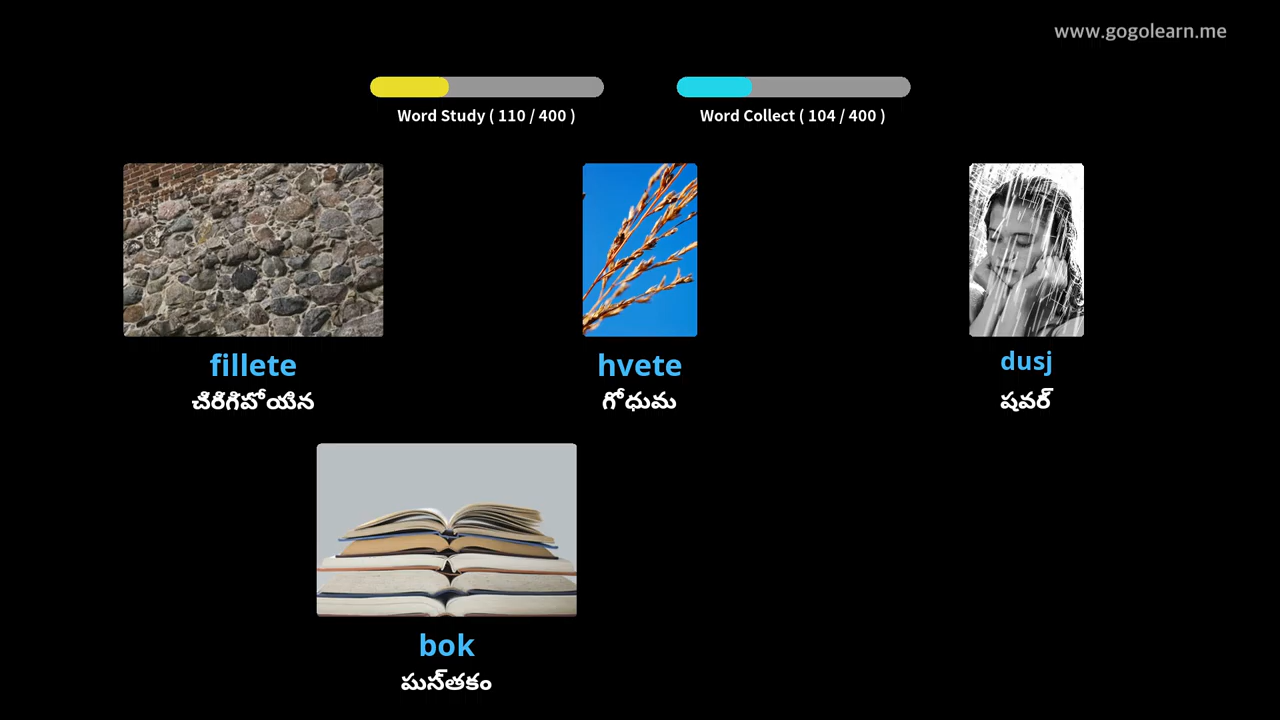 www.gogolearn.me
Word Study ( 110 / 400 )
Word Collect ( 104 / 400 )
fillete
చిరిగిపోయిన
hvete
గోధుమ
dusj
షవర్
bok
పుస్తకం